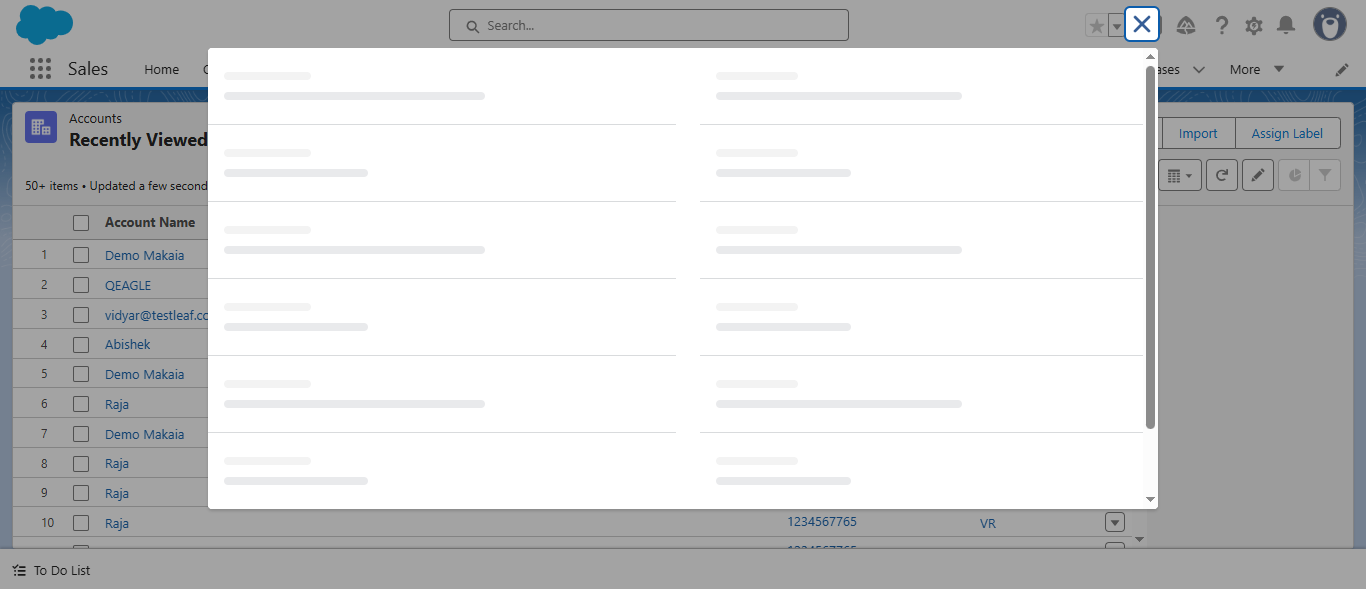 Search...
Sales
Home
More
Accounts
Recently Viewed
Import
Assign Label
50+ items • Updated a few second
Account Name
1 Demo Makaia
2 QEAGLE
3 vidyar@testleaf.co
4 Abishek
5 Demo Makaia
6 Raja
7 Demo Makaia
8 Raja
9 Raja
10 Raja 1234567765 VR
To Do List